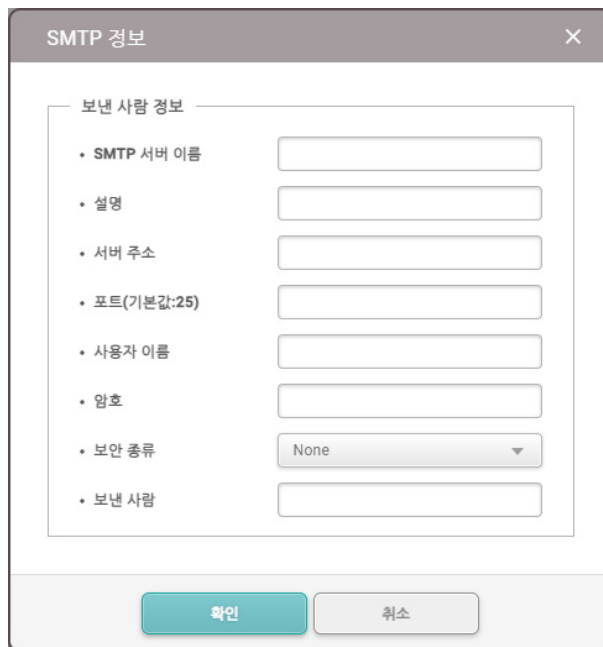 SMTP 정보
보낸 사람 정보
SMTP 서버 이름
설명
서버 주소
포트(기본값:25)
사용자 이름
암호
보안 종류
None
보낸 사람
확인
취소